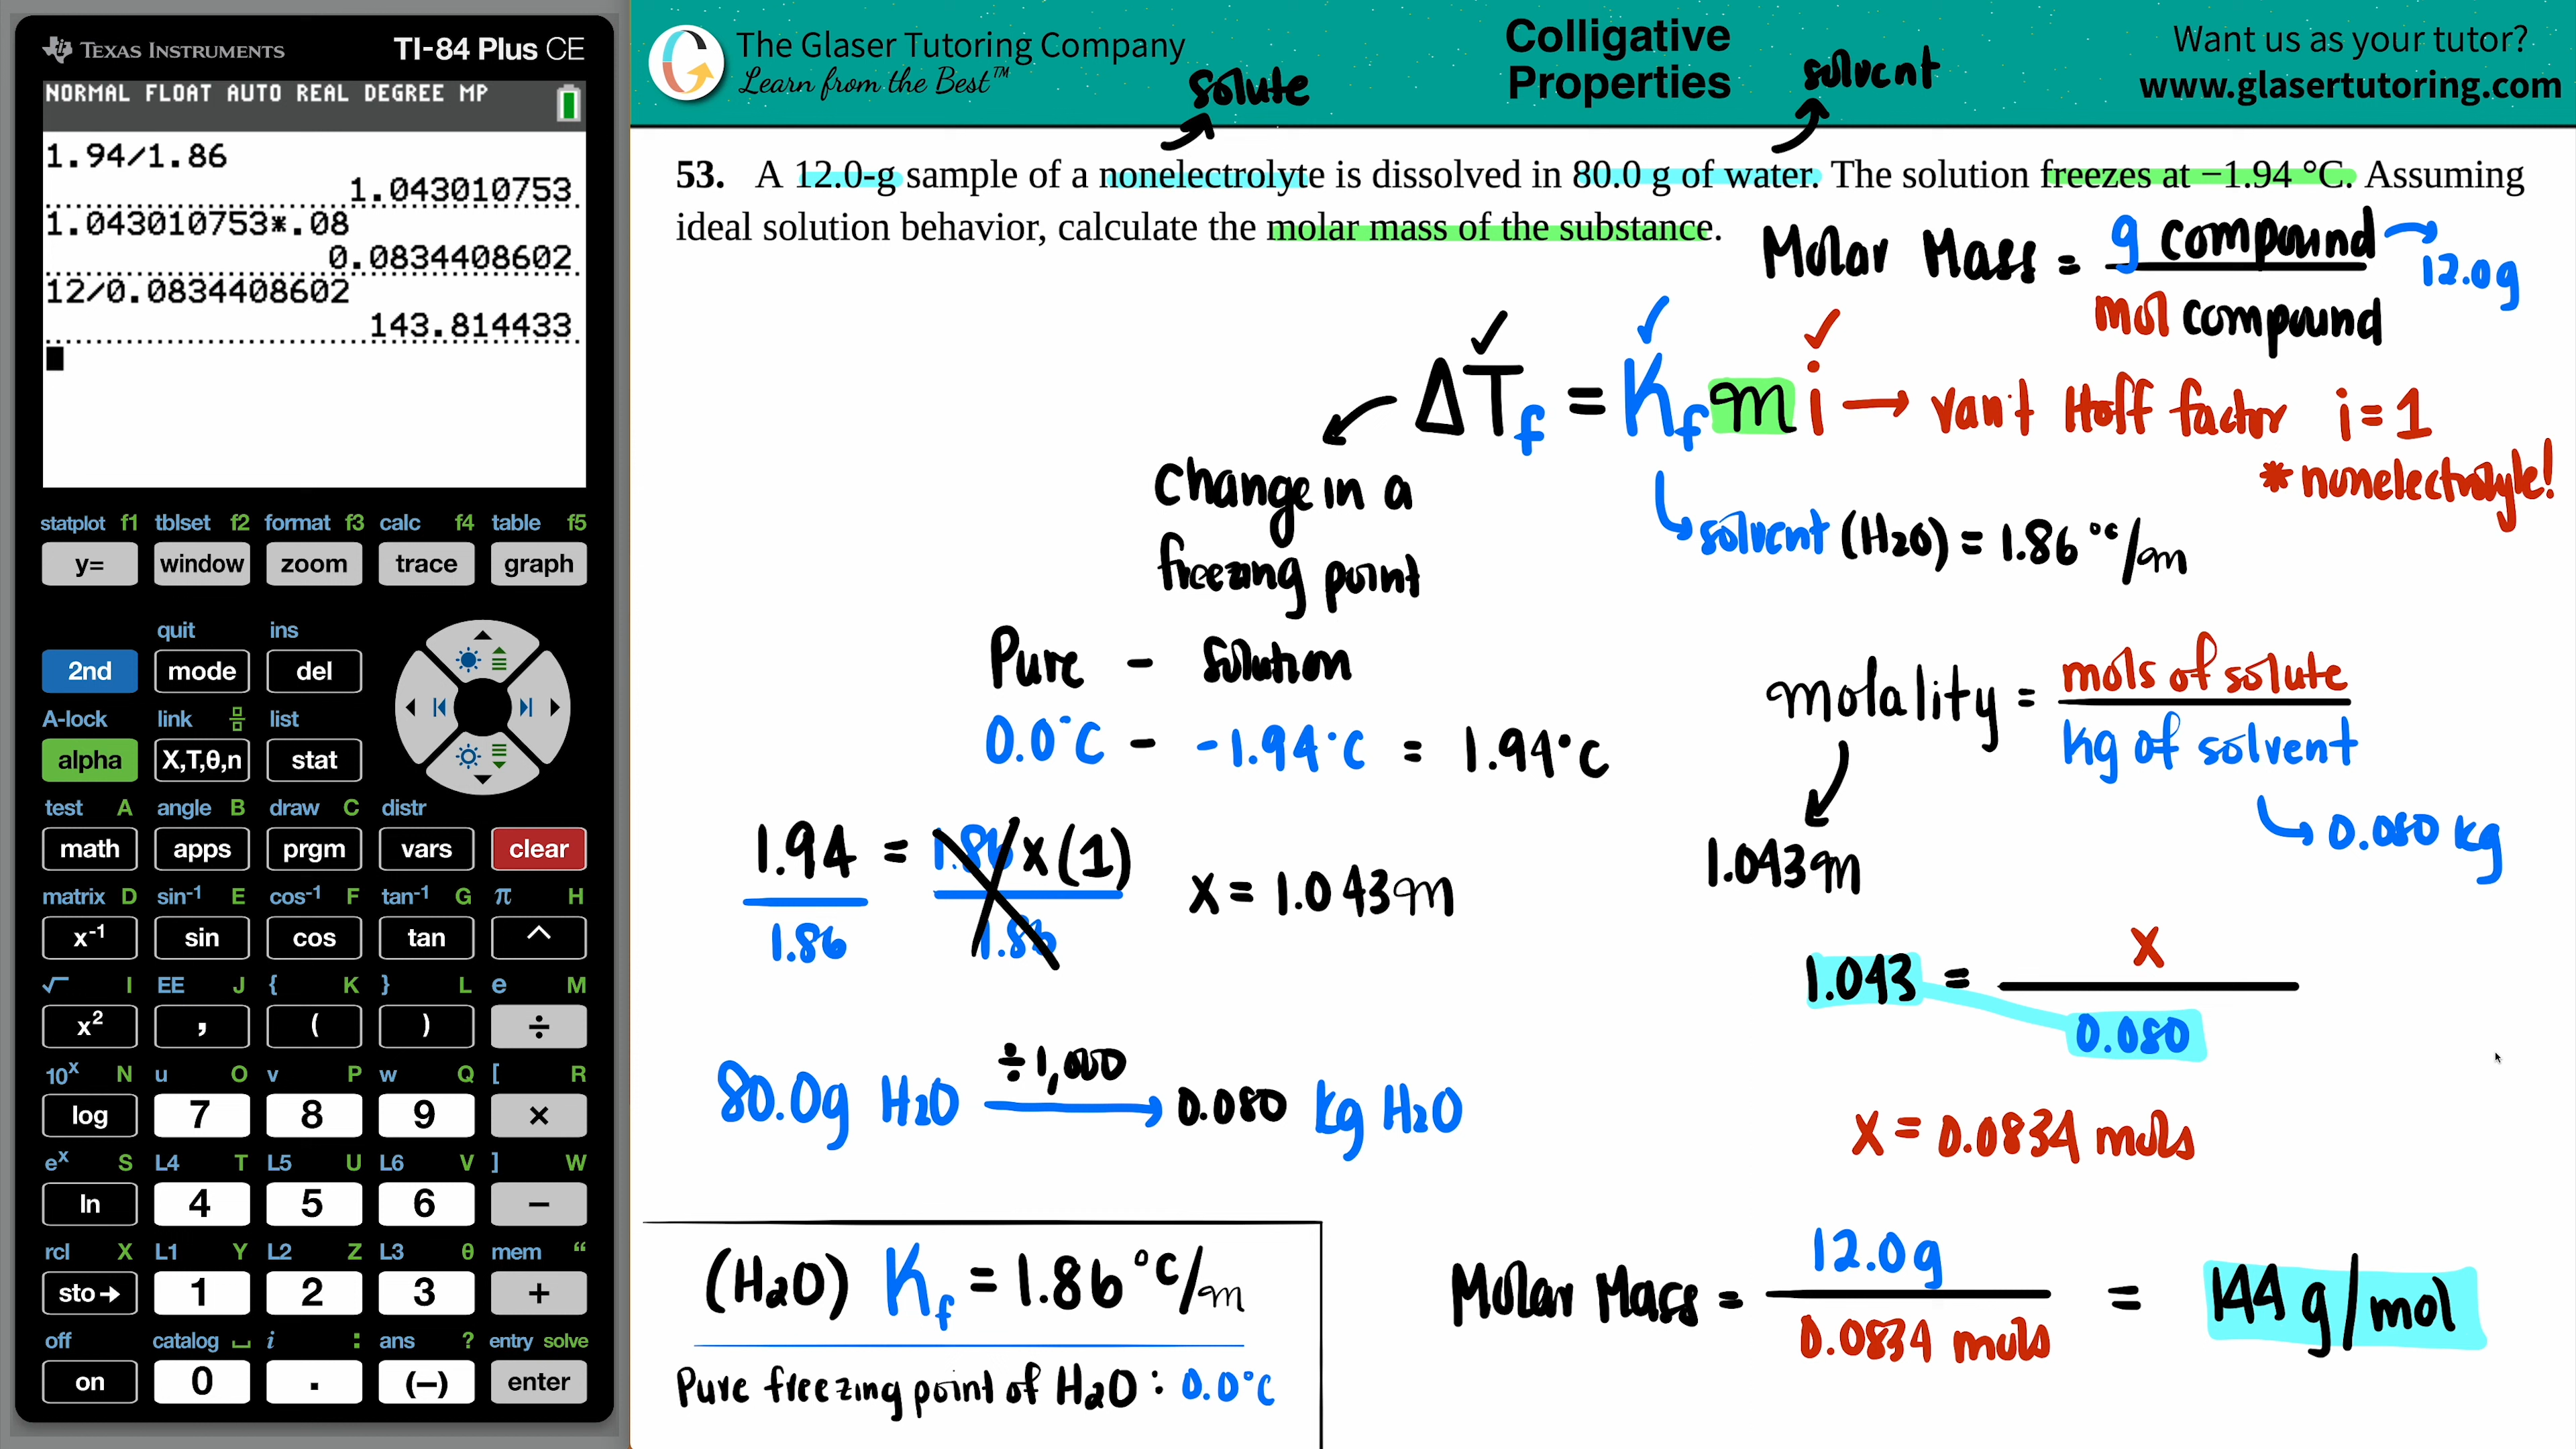 TEXAS INSTRUMENTS TI-84 Plus CE
NORMAL FLOAT AUTO REAL DEGREE MP
1.94/1.86
1.043010753
1.043010753*.08
0.0834408602
12/0.0834408602
143.814433
statplot f1 tblset f2 format f3 calc f4 table f5
y= window zoom trace graph
quit ins
2nd mode del
A-lock link list
alpha X,T,θ,n stat
test A angle B draw C distr
math apps prgm vars clear
matrix D sin⁻¹ E cos⁻¹ F tan⁻¹ G π H
x⁻¹ sin cos tan ^
√ I EE J { K } L e M
x² , ( ) ÷
10ˣ N u O v P w Q [ R
log 7 8 9 ×
eˣ S L4 T L5 U L6 V ] W
ln 4 5 6 −
rcl X L1 Y L2 Z L3 θ mem “
sto→ 1 2 3 +
off catalog ⎵ i : ans ? entry solve
on 0 . (−) enter
The Glaser Tutoring Company
Learn from the Best™
Colligative
Properties
Want us as your tutor?
www.glasertutoring.com
solute
solvent
53. A 12.0-g sample of a nonelectrolyte is dissolved in 80.0 g of water. The solution freezes at −1.94 °C. Assuming
ideal solution behavior, calculate the molar mass of the substance.
Molar Mass = g compound → 12.0g
mol compound
✓ ✓ ✓
ΔTf = Kf m i → van't Hoff factor i = 1
* nonelectrolyte!
solvent (H2O) = 1.86 °C/m
Change in a
freezing point
Pure - Solution
0.0°C - -1.94°C = 1.94°C
1.94 = 1.86 x (1)
1.86 1.86
x = 1.043 m
80.0g H2O ÷1,000 → 0.080 kg H2O
molality = mols of solute
kg of solvent
0.080 kg
1.043 m
1.043 = x
0.080
x = 0.0834 mols
(H2O) Kf = 1.86 °C/m
Pure freezing point of H2O : 0.0°C
Molar Mass = 12.0g = 144 g/mol
0.0834 mols